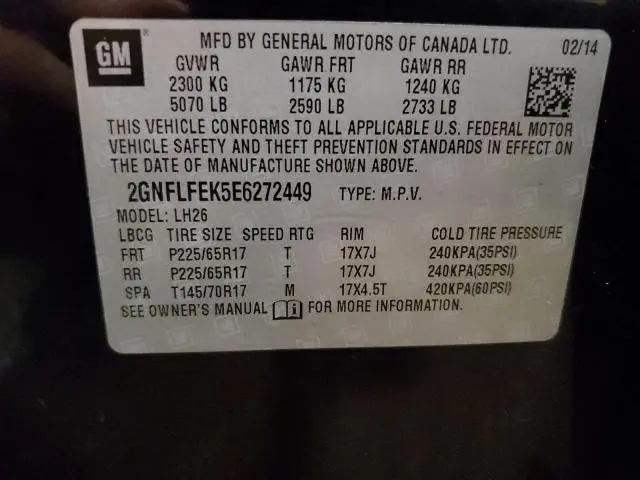 GM ® MFD BY GENERAL MOTORS OF CANADA LTD. 02/14
GVWR GAWR FRT GAWR RR
2300 KG 1175 KG 1240 KG
5070 LB 2590 LB 2733 LB
THIS VEHICLE CONFORMS TO ALL APPLICABLE U.S. FEDERAL MOTOR
VEHICLE SAFETY AND THEFT PREVENTION STANDARDS IN EFFECT ON
THE DATE OF MANUFACTURE SHOWN ABOVE.
2GNFLFEK5E6272449 TYPE: M.P.V.
MODEL: LH26
LBCG TIRE SIZE SPEED RTG RIM COLD TIRE PRESSURE
FRT P225/65R17 T 17X7J 240KPA(35PSI)
RR P225/65R17 T 17X7J 240KPA(35PSI)
SPA T145/70R17 M 17X4.5T 420KPA(60PSI)
SEE OWNER'S MANUAL FOR MORE INFORMATION.